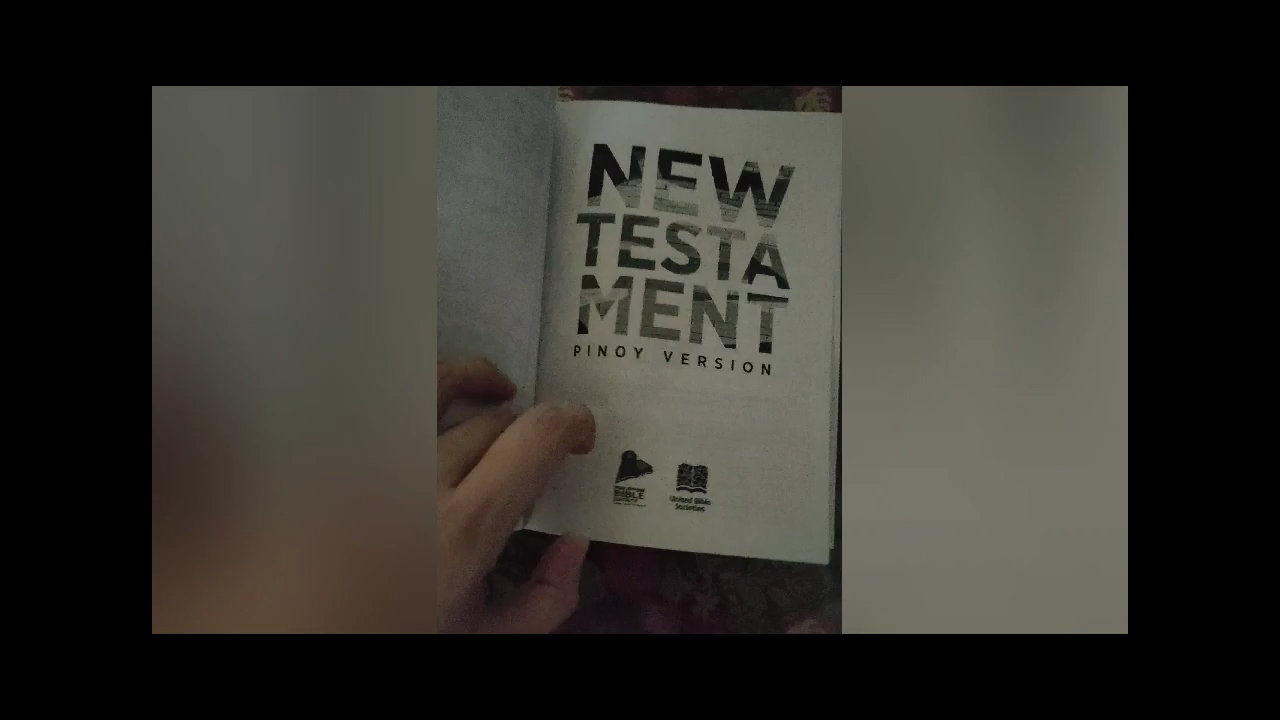 NEW
TESTA
MENT
PINOY VERSION
BIBLE
United Bible
Societies